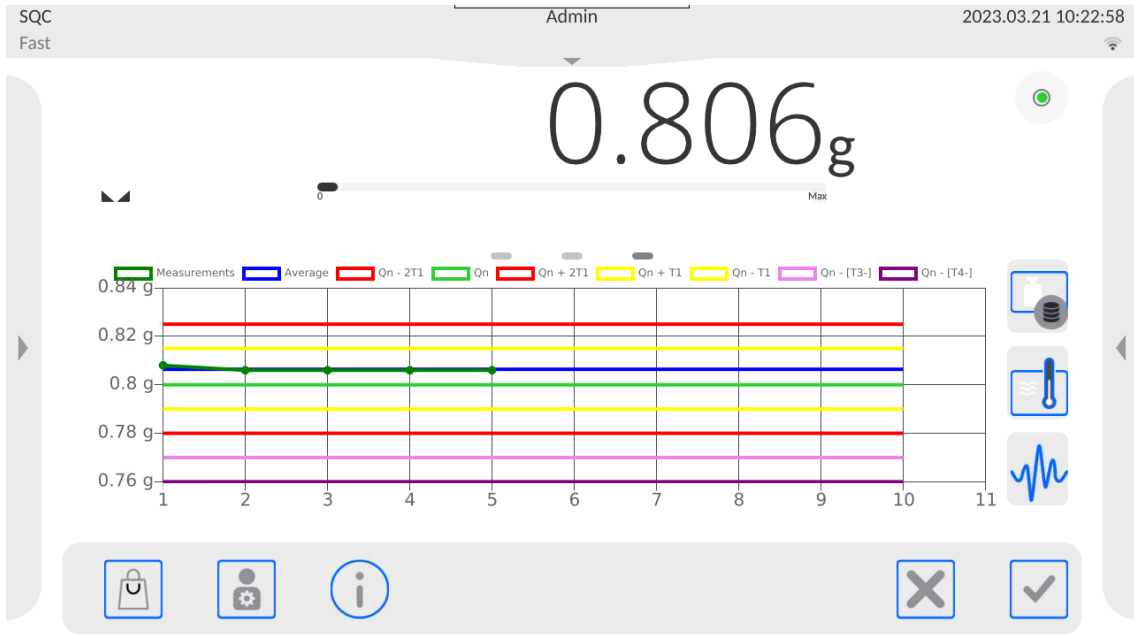 SQC Admin 2023.03.21 10:22:58
Fast
0.806g
0 Max
Measurements Average Qn - 2T1 Qn Qn + 2T1 Qn + T1 Qn - T1 Qn - [T3-] Qn - [T4-]
0.84 g
0.82 g
0.8 g
0.78 g
0.76 g
1 2 3 4 5 6 7 8 9 10 11